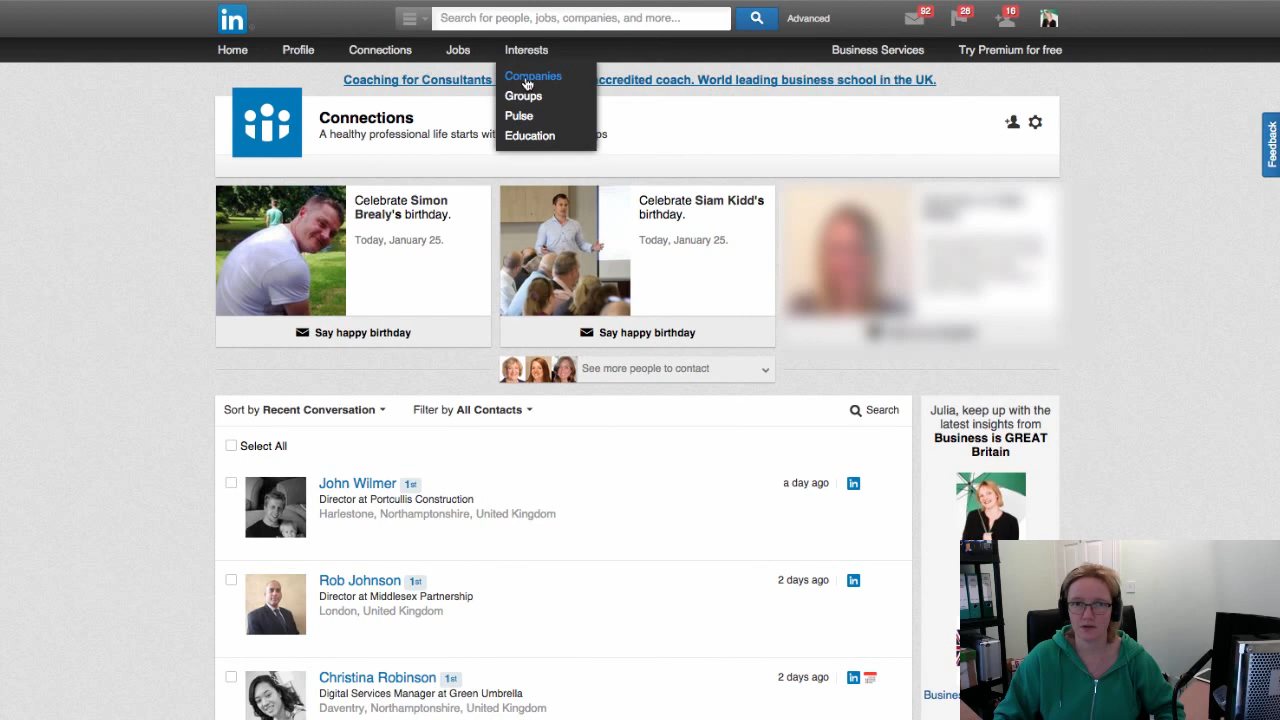 in
Search for people, jobs, companies, and more...
Advanced
92
28
16
Home
Profile
Connections
Jobs
Interests
Business Services
Try Premium for free
Coaching for Consultants
ccredited coach. World leading business school in the UK.
Companies
Groups
Pulse
Education
Connections
A healthy professional life starts wit
ps
Feedback
Celebrate Simon
Brealy's birthday.
Today, January 25.
Say happy birthday
Celebrate Siam Kidd's
birthday.
Today, January 25.
Say happy birthday
See more people to contact
Sort by Recent Conversation
Filter by All Contacts
Search
Select All
John Wilmer 1st
Director at Portcullis Construction
Harlestone, Northamptonshire, United Kingdom
a day ago
in
Rob Johnson 1st
Director at Middlesex Partnership
London, United Kingdom
2 days ago
in
Christina Robinson 1st
Digital Services Manager at Green Umbrella
Daventry, Northamptonshire, United Kingdom
2 days ago
in
Julia, keep up with the
latest insights from
Business is GREAT
Britain
Busine